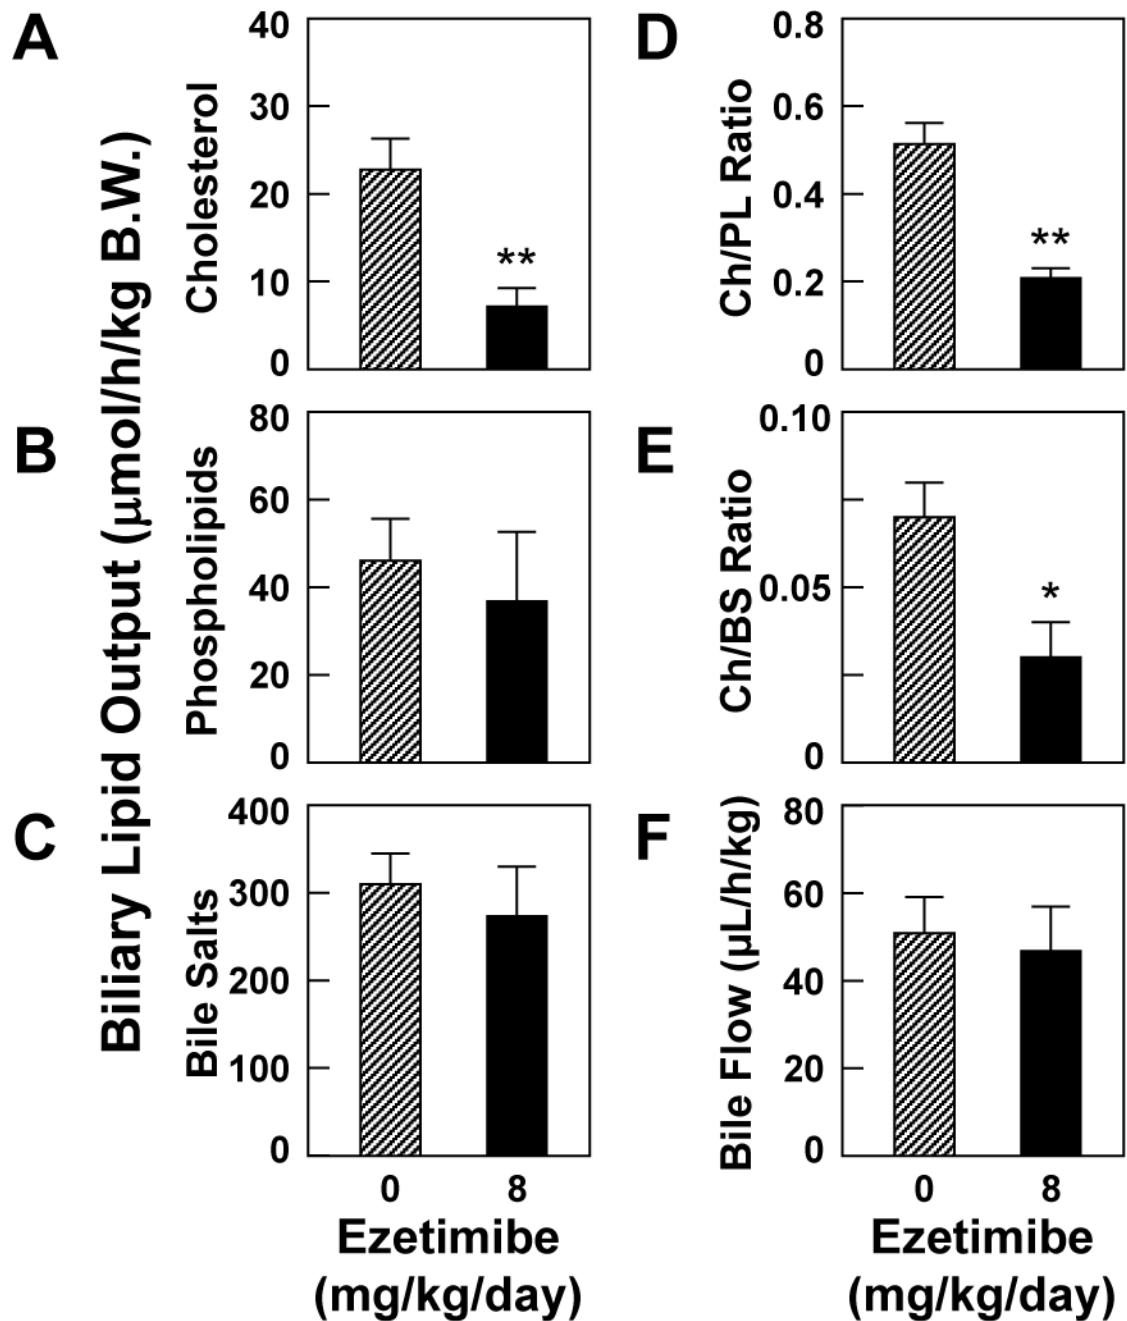 Biliary Lipid Output (μmol/h/kg B.W.)
A
Cholesterol
40
30
20
10
0
**
B
Phospholipids
80
60
40
20
0
C
Bile Salts
400
300
200
100
0
0 8
Ezetimibe
(mg/kg/day)
D
Ch/PL Ratio
0.8
0.6
0.4
0.2
0
**
E
Ch/BS Ratio
0.10
0.05
0
*
F
Bile Flow (μL/h/kg)
80
60
40
20
0
0 8
Ezetimibe
(mg/kg/day)